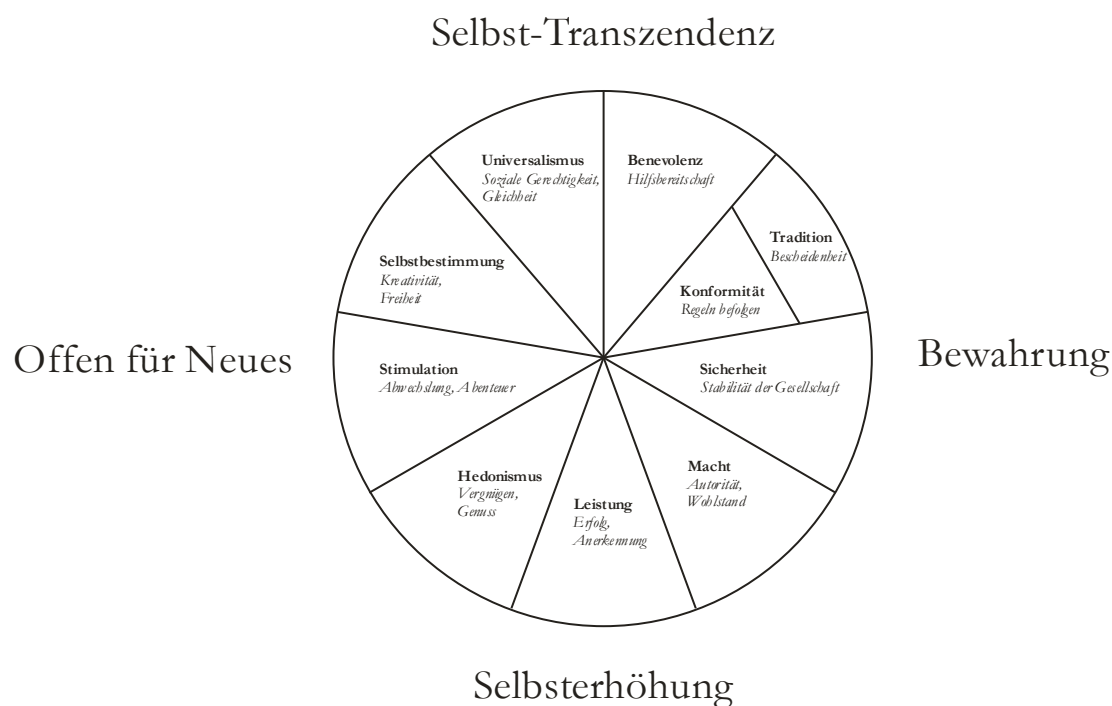 Selbst-Transzendenz
Universalismus
Soziale Gerechtigkeit,
Gleichheit
Benevolenz
Hilfsbereitschaft
Tradition
Bescheidenheit
Selbstbestimmung
Kreativität,
Freiheit
Konformität
Regeln befolgen
Offen für Neues
Bewahrung
Stimulation
Abwechslung, Abenteuer
Sicherheit
Stabilität der Gesellschaft
Hedonismus
Vergnügen,
Genuss
Leistung
Erfolg,
Anerkennung
Macht
Autorität,
Wohlstand
Selbsterhöhung